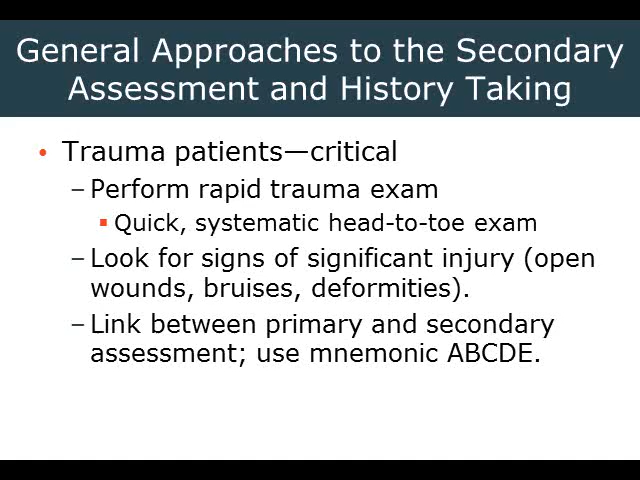 General Approaches to the Secondary
Assessment and History Taking
• Trauma patients—critical
– Perform rapid trauma exam
▪ Quick, systematic head-to-toe exam
– Look for signs of significant injury (open
wounds, bruises, deformities).
– Link between primary and secondary
assessment; use mnemonic ABCDE.